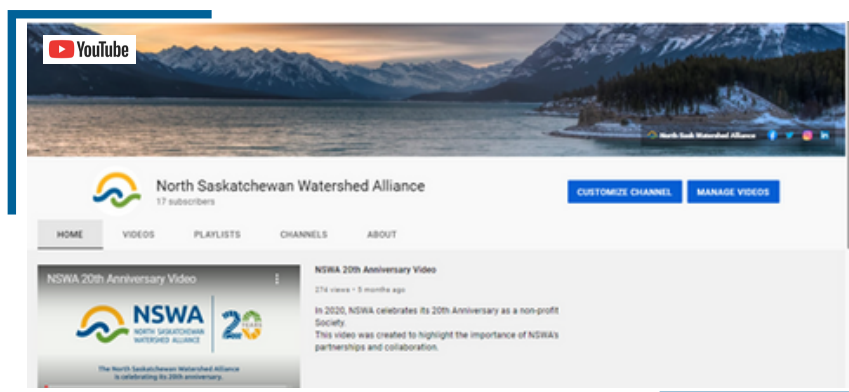 YouTube
North Sask Watershed Alliance
North Saskatchewan Watershed Alliance
17 subscribers
CUSTOMIZE CHANNEL
MANAGE VIDEOS
HOME VIDEOS PLAYLISTS CHANNELS ABOUT
NSWA 20th Anniversary Video
NSWA
NORTH SASKATCHEWAN
WATERSHED ALLIANCE
20
YEARS
The North Saskatchewan Watershed Alliance
is celebrating its 20th anniversary.
NSWA 20th Anniversary Video
274 views • 5 months ago
In 2020, NSWA celebrates its 20th Anniversary as a non-profit
Society.
This video was created to highlight the importance of NSWA's
partnerships and collaboration.